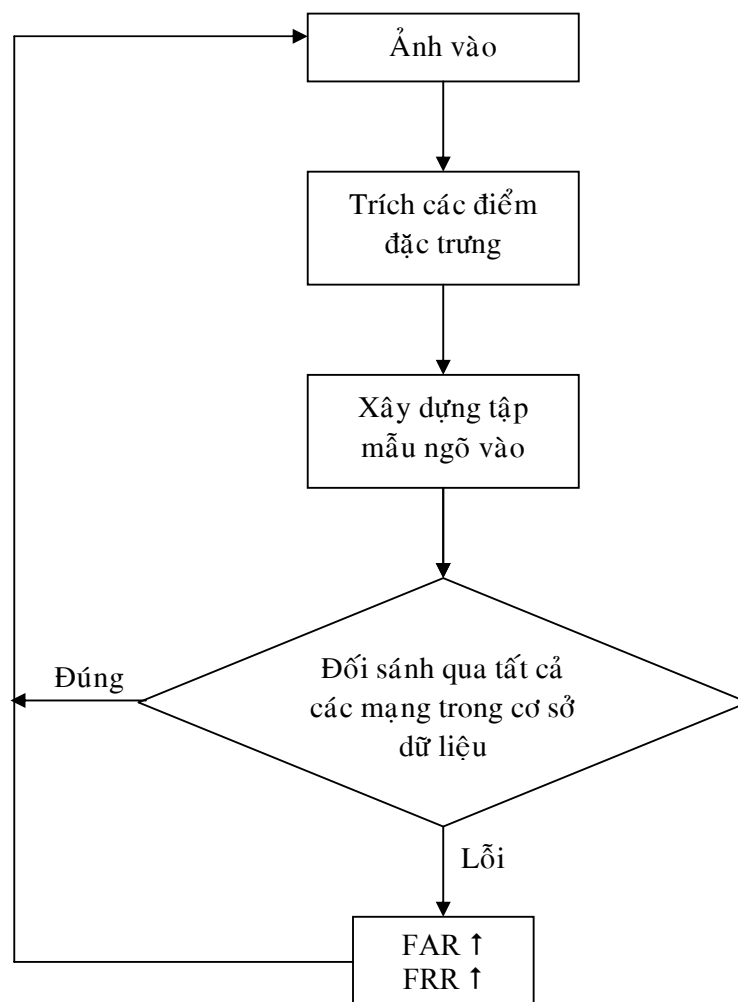 Ảnh vào
Trích các điểm
đặc trưng
Xây dựng tập
mẫu ngõ vào
Đối sánh qua tất cả
các mạng trong cơ sở
dữ liệu
Đúng
Lỗi
FAR ↑
FRR ↑